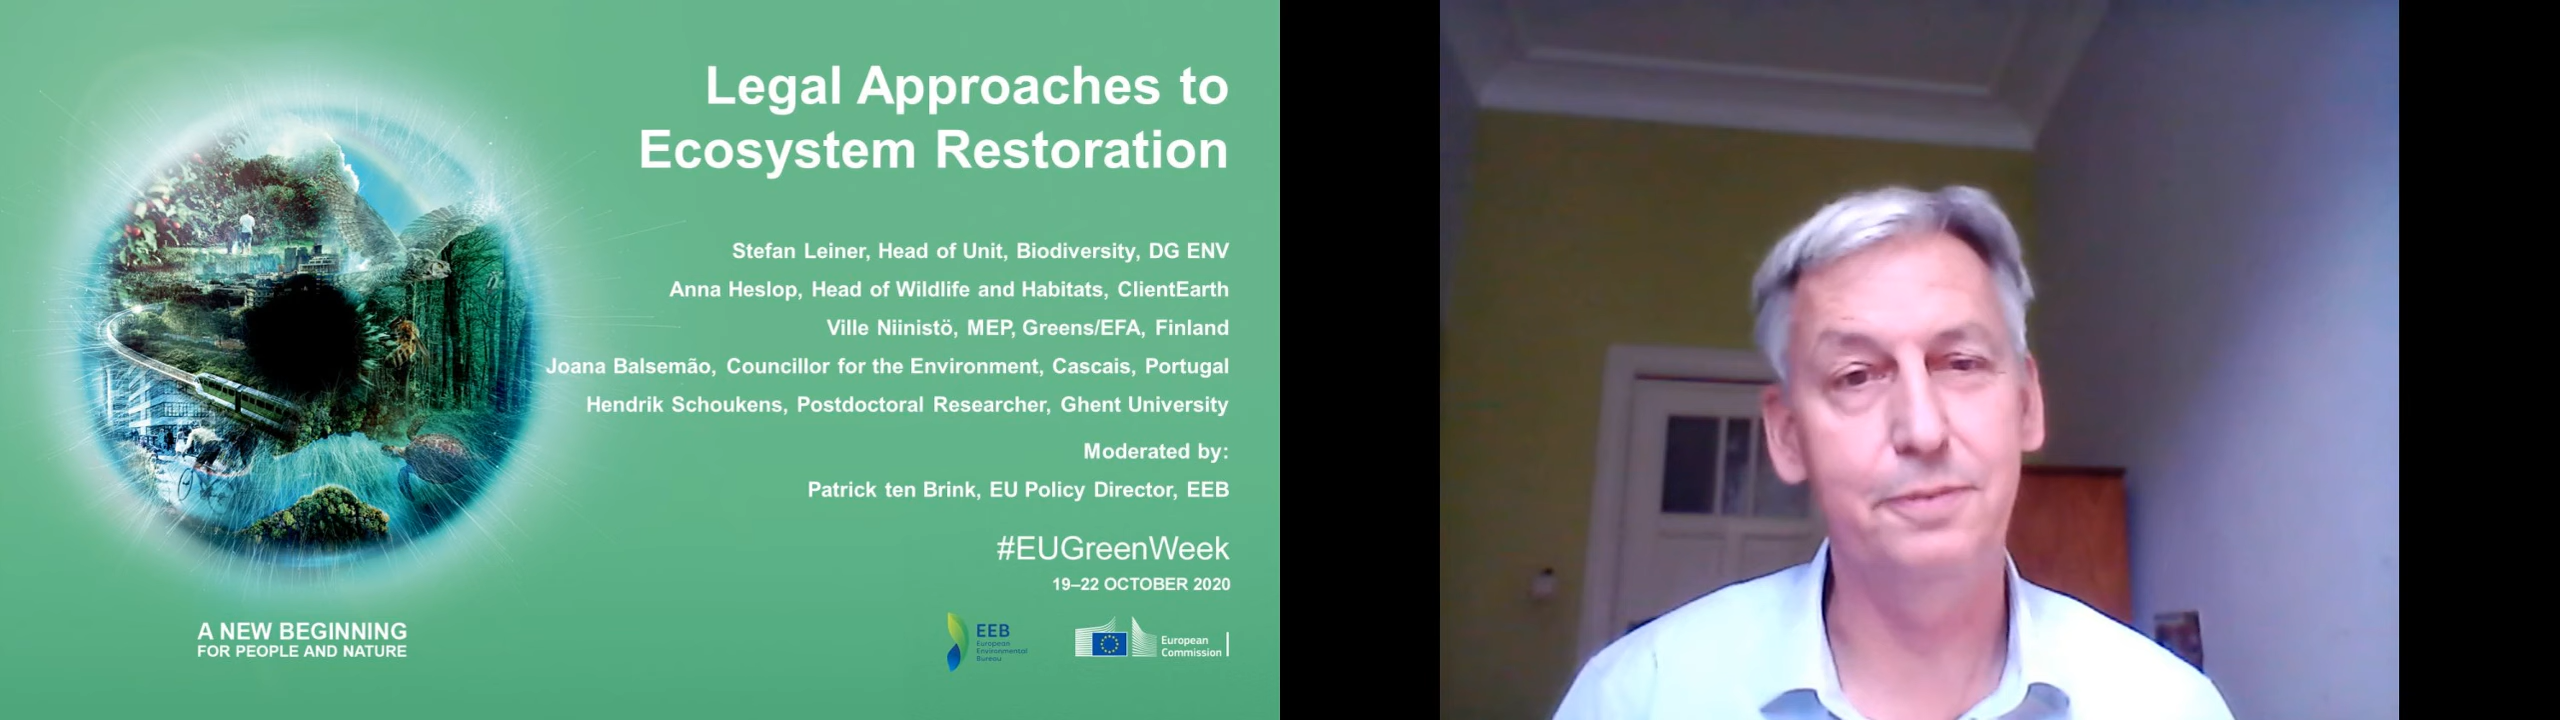 Legal Approaches to
Ecosystem Restoration
Stefan Leiner, Head of Unit, Biodiversity, DG ENV
Anna Heslop, Head of Wildlife and Habitats, ClientEarth
Ville Niinistö, MEP, Greens/EFA, Finland
Joana Balsemão, Councillor for the Environment, Cascais, Portugal
Hendrik Schoukens, Postdoctoral Researcher, Ghent University
Moderated by:
Patrick ten Brink, EU Policy Director, EEB
#EUGreenWeek
19–22 OCTOBER 2020
A NEW BEGINNING
FOR PEOPLE AND NATURE
EEB
European
Environmental
Bureau
European
Commission